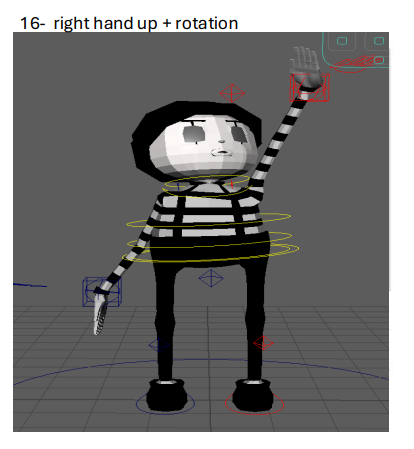 16-  right hand up + rotation